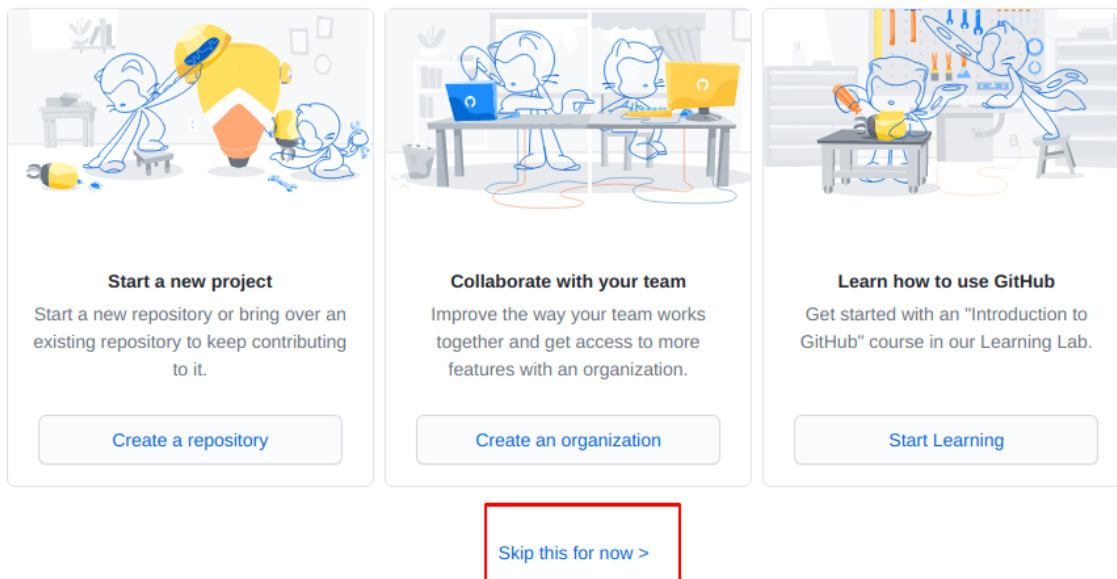 Start a new project
Start a new repository or bring over an
existing repository to keep contributing
to it.
Create a repository
Collaborate with your team
Improve the way your team works
together and get access to more
features with an organization.
Create an organization
Learn how to use GitHub
Get started with an "Introduction to
GitHub" course in our Learning Lab.
Start Learning
Skip this for now >